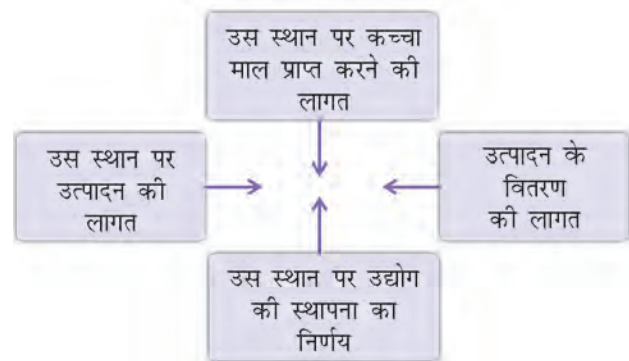 उस स्थान पर कच्चा
माल प्राप्त करने की
लागत
उस स्थान पर
उत्पादन की
लागत
उत्पादन के
वितरण
की लागत
उस स्थान पर उद्योग
की स्थापना का
निर्णय